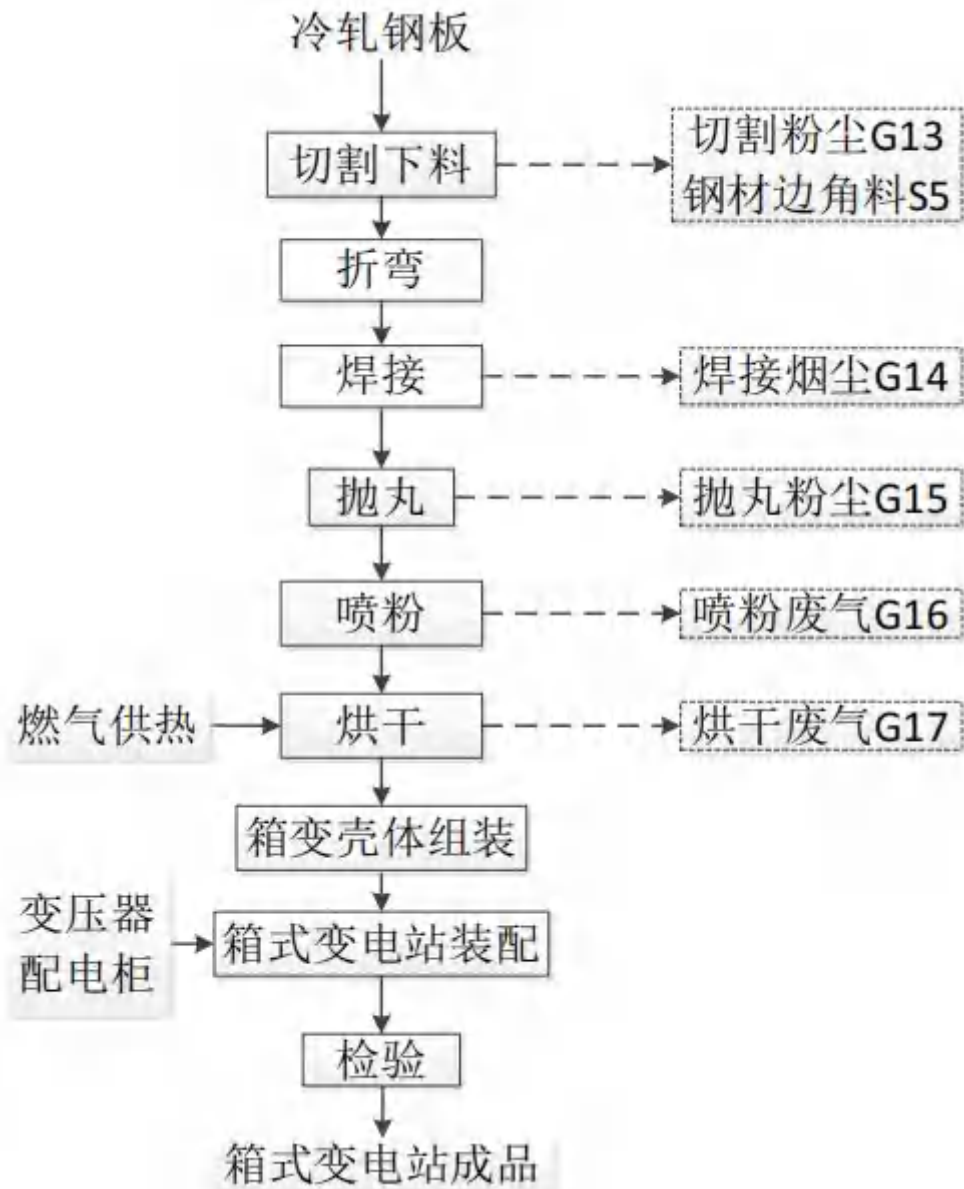 冷轧钢板
切割下料
切割粉尘G13
钢材边角料S5
折弯
焊接
焊接烟尘G14
抛丸
抛丸粉尘G15
喷粉
喷粉废气G16
燃气供热
烘干
烘干废气G17
箱变壳体组装
变压器
配电柜
箱式变电站装配
检验
箱式变电站成品